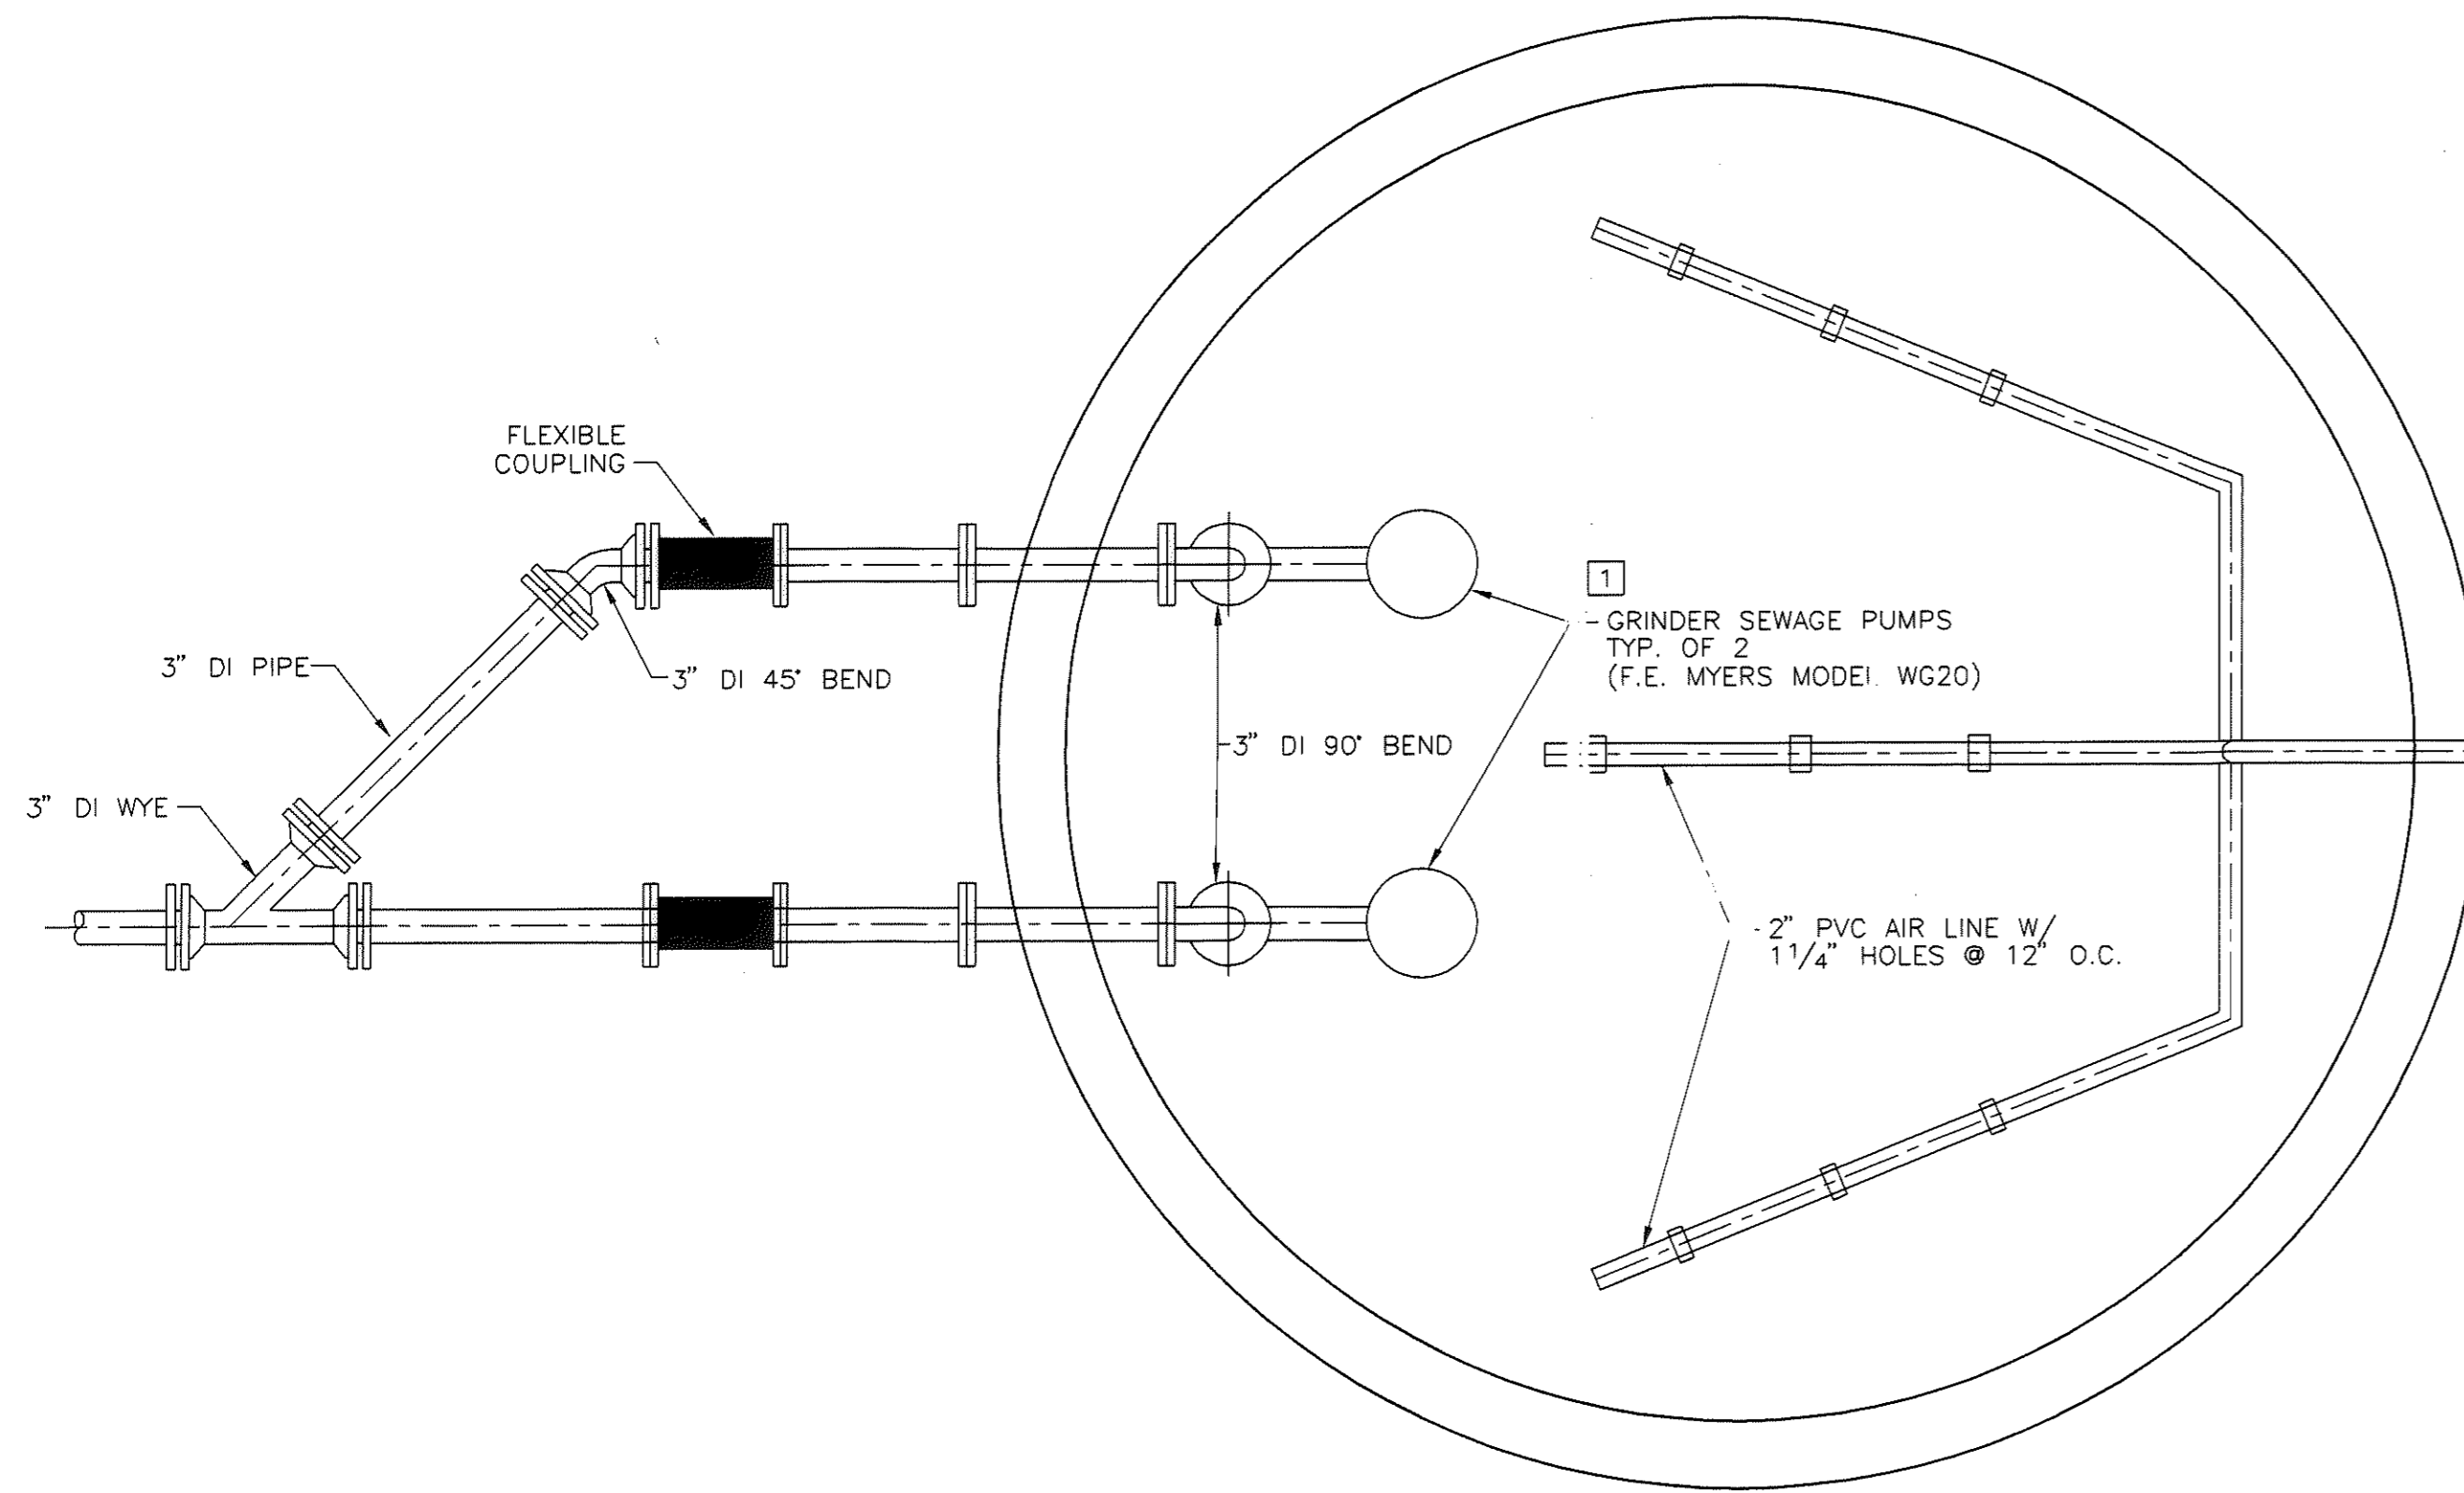 FLEXIBLE
COUPLING
3" DI PIPE
3" DI 45° BEND
3" DI WYE
3" DI 90° BEND
1
GRINDER SEWAGE PUMPS
TYP. OF 2
(F.E. MYERS MODEL WG20)
2" PVC AIR LINE W/
1 1/4" HOLES @ 12" O.C.